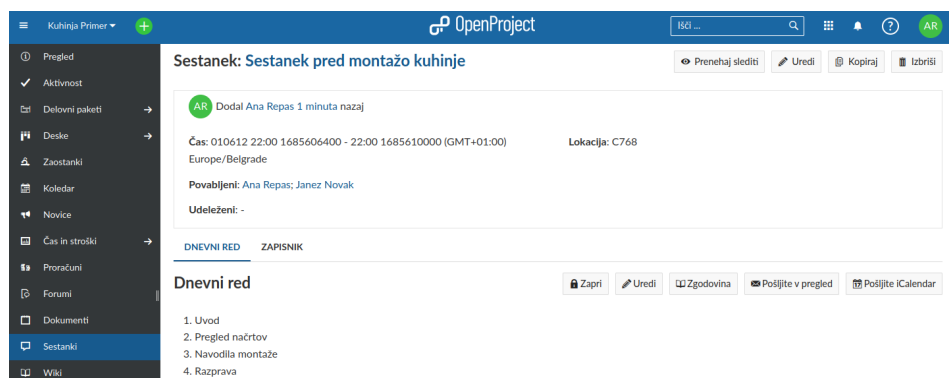 Kuhinja Primer
OpenProject
Išči ...
AR
Pregled
Aktivnost
Delovni paketi
Deske
Zaostanki
Koledar
Novice
Čas in stroški
Proračuni
Forumi
Dokumenti
Sestanki
Wiki
Sestanek: Sestanek pred montažo kuhinje
Prenehaj slediti
Uredi
Kopiraj
Izbriši
AR Dodal Ana Repas 1 minuta nazaj
Čas: 010612 22:00 1685606400 - 22:00 1685610000 (GMT+01:00)
Europe/Belgrade
Lokacija: C768
Povabljeni: Ana Repas; Janez Novak
Udeleženi: -
DNEVNI RED
ZAPISNIK
Dnevni red
Zapri
Uredi
Zgodovina
Pošljite v pregled
Pošljite iCalendar
1. Uvod
2. Pregled načrtov
3. Navodila montaže
4. Razprava